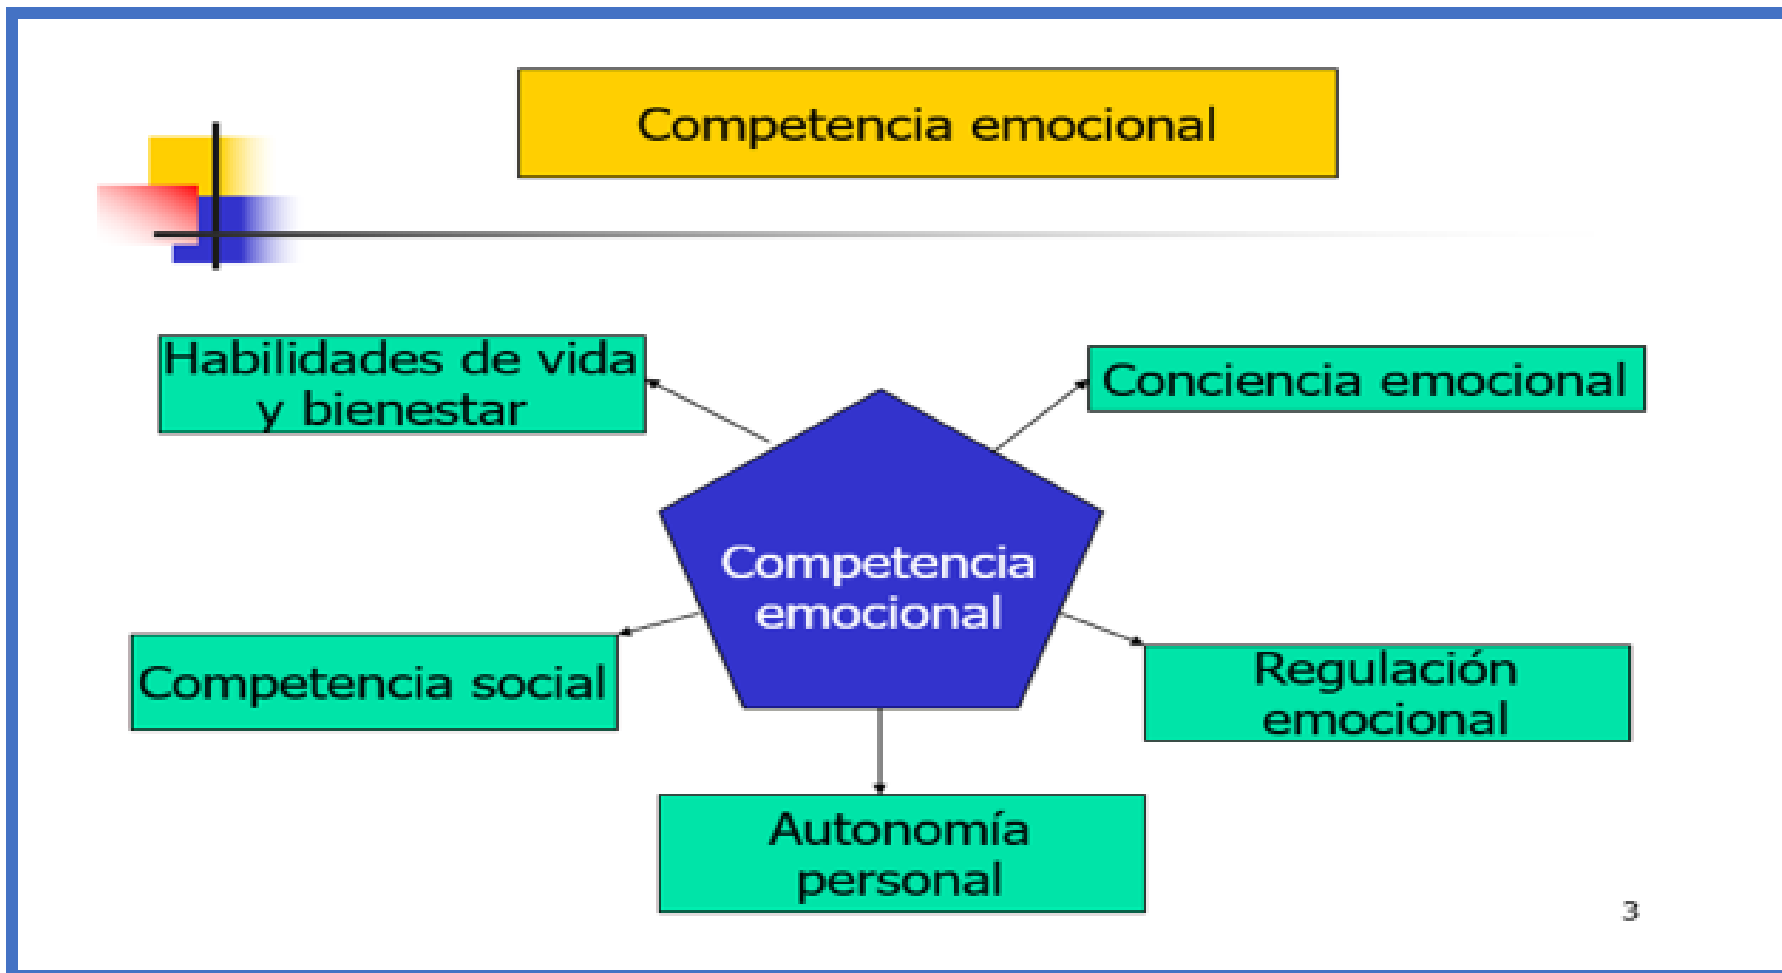 Competencia emocional
Habilidades de vida
y bienestar
Conciencia emocional
Competencia
emocional
Competencia social
Regulación
emocional
Autonomía
personal
3